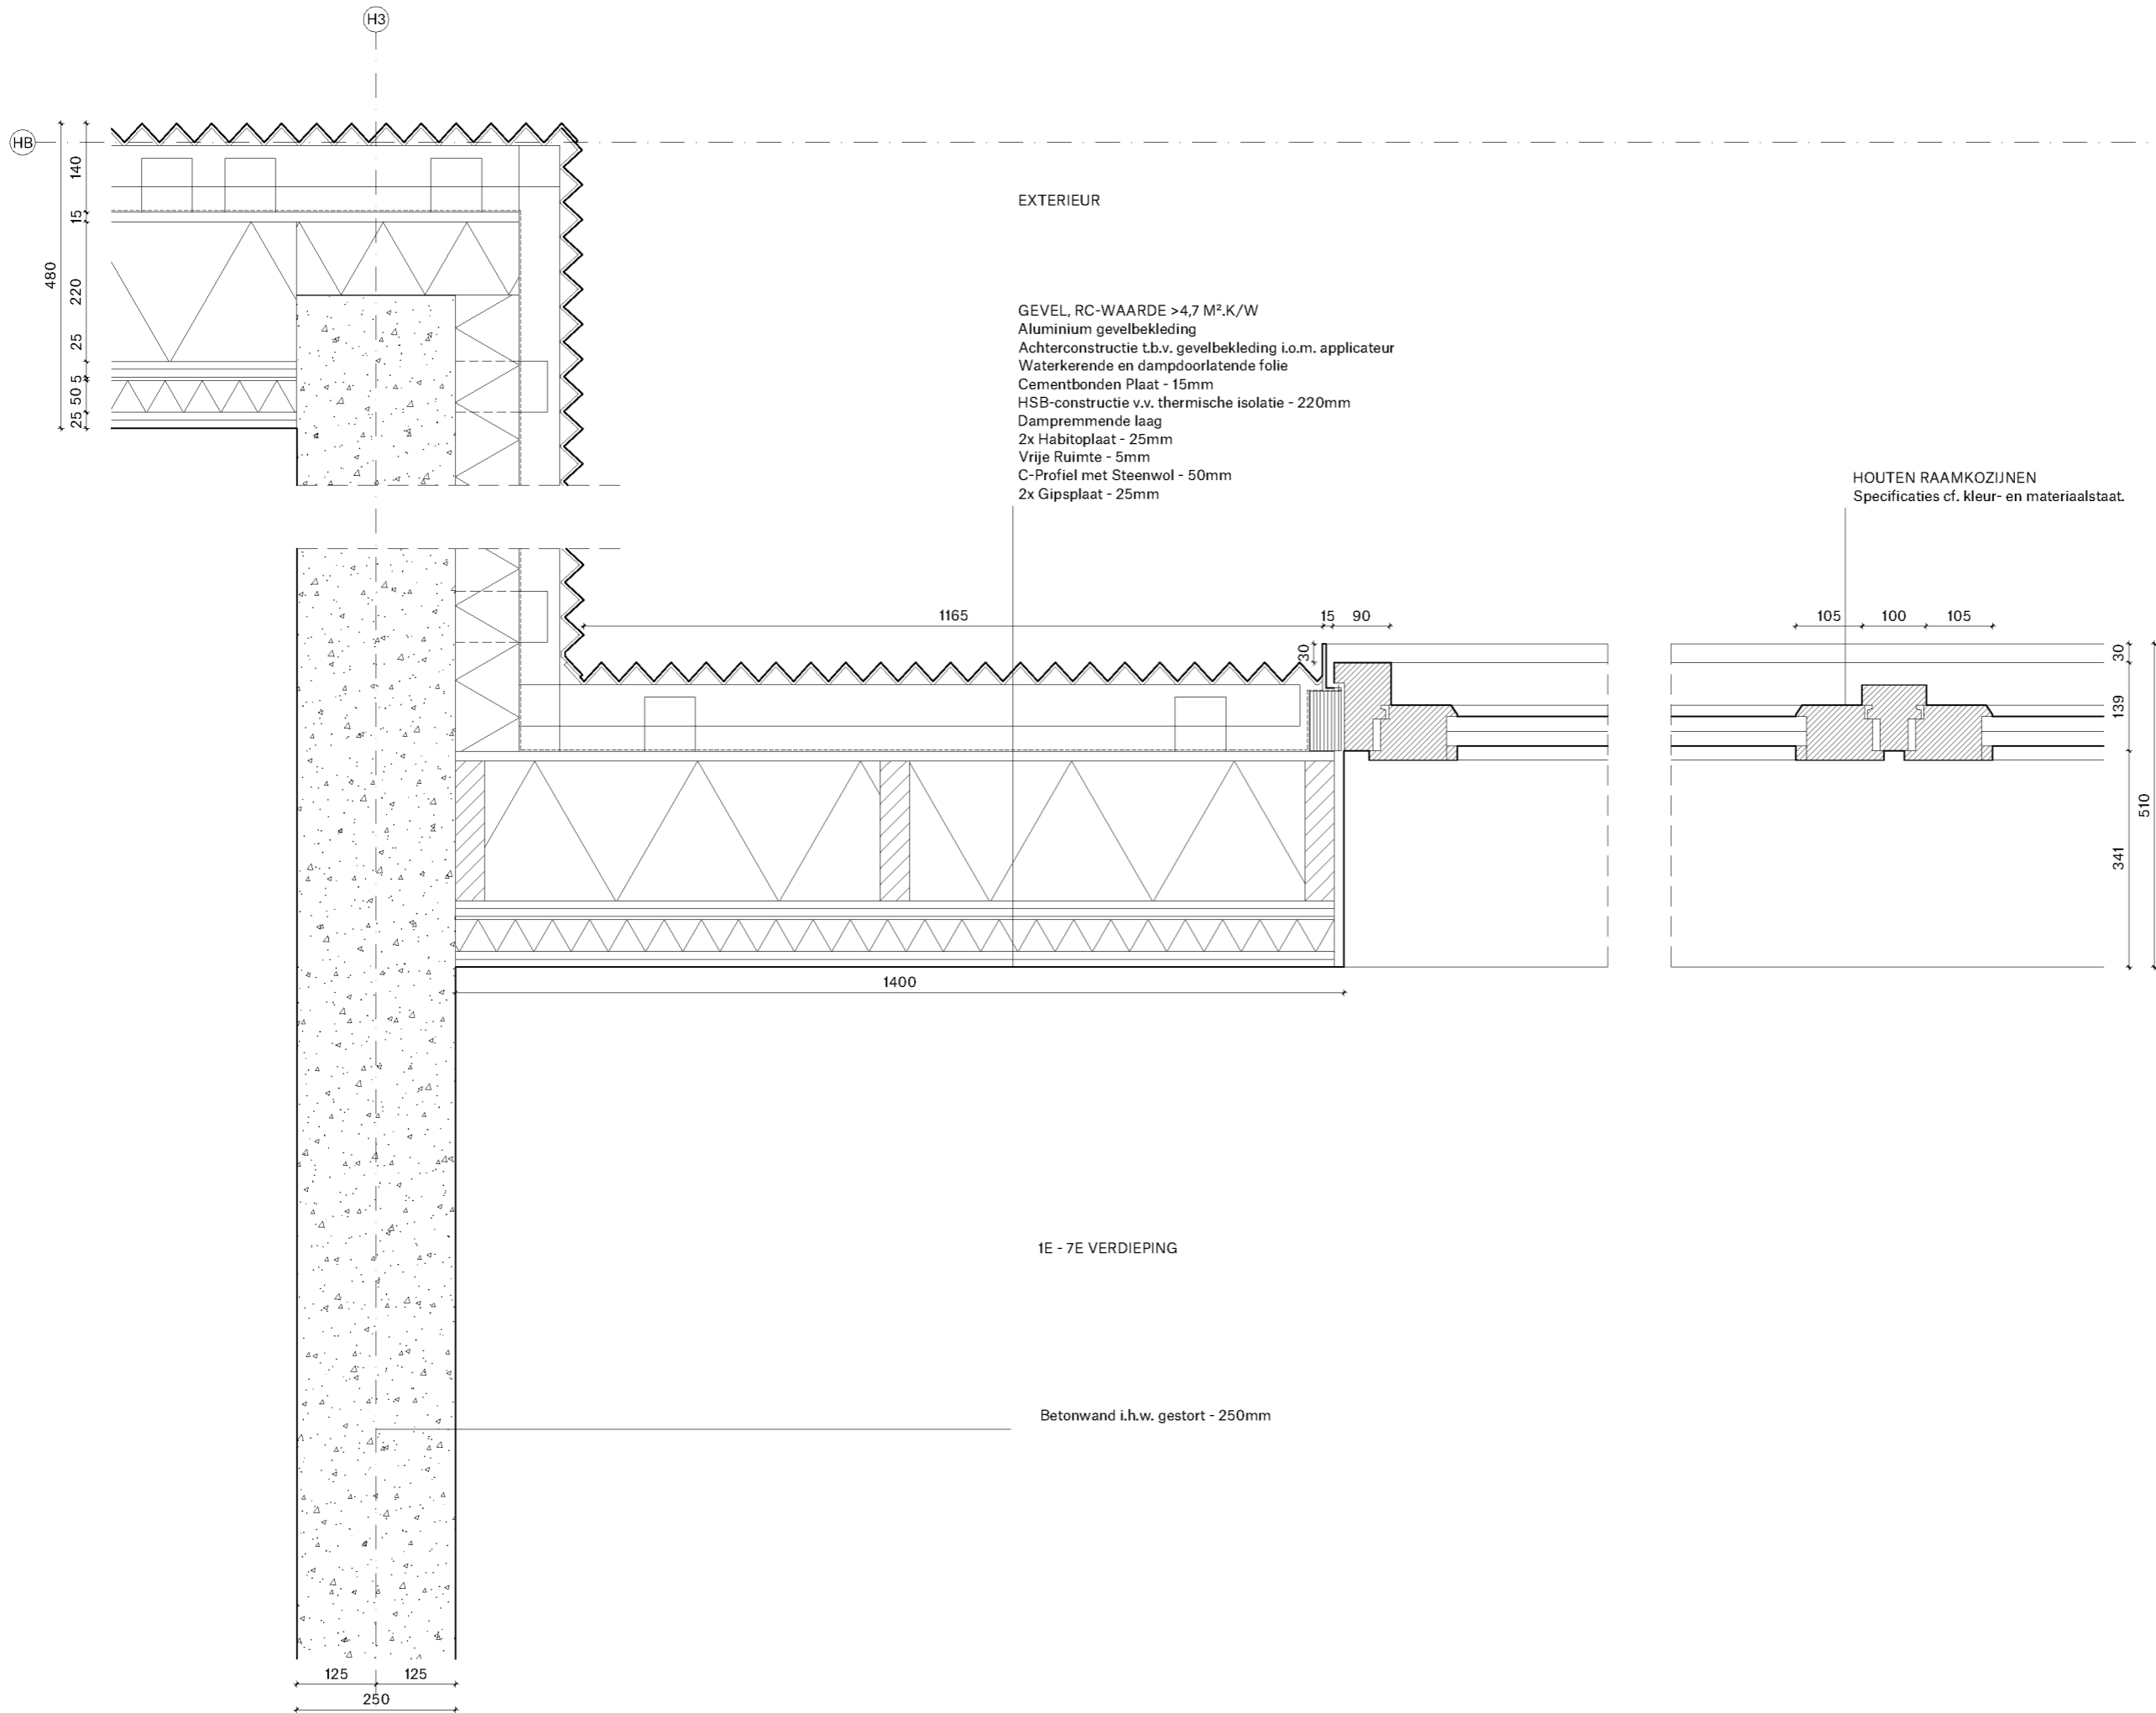 H3
HB
480
140
15
220
25
5
50
25
EXTERIEUR
GEVEL, RC-WAARDE >4,7 M².K/W
Aluminium gevelbekleding
Achterconstructie t.b.v. gevelbekleding i.o.m. applicateur
Waterkerende en dampdoorlatende folie
Cementbonden Plaat - 15mm
HSB-constructie v.v. thermische isolatie - 220mm
Dampremmende laag
2x Habitoplaat - 25mm
Vrije Ruimte - 5mm
C-Profiel met Steenwol - 50mm
2x Gipsplaat - 25mm
HOUTEN RAAMKOZIJNEN
Specificaties cf. kleur- en materiaalstaat.
1165
15
90
105
100
105
30
30
139
510
341
1400
1E - 7E VERDIEPING
Betonwand i.h.w. gestort - 250mm
125
125
250